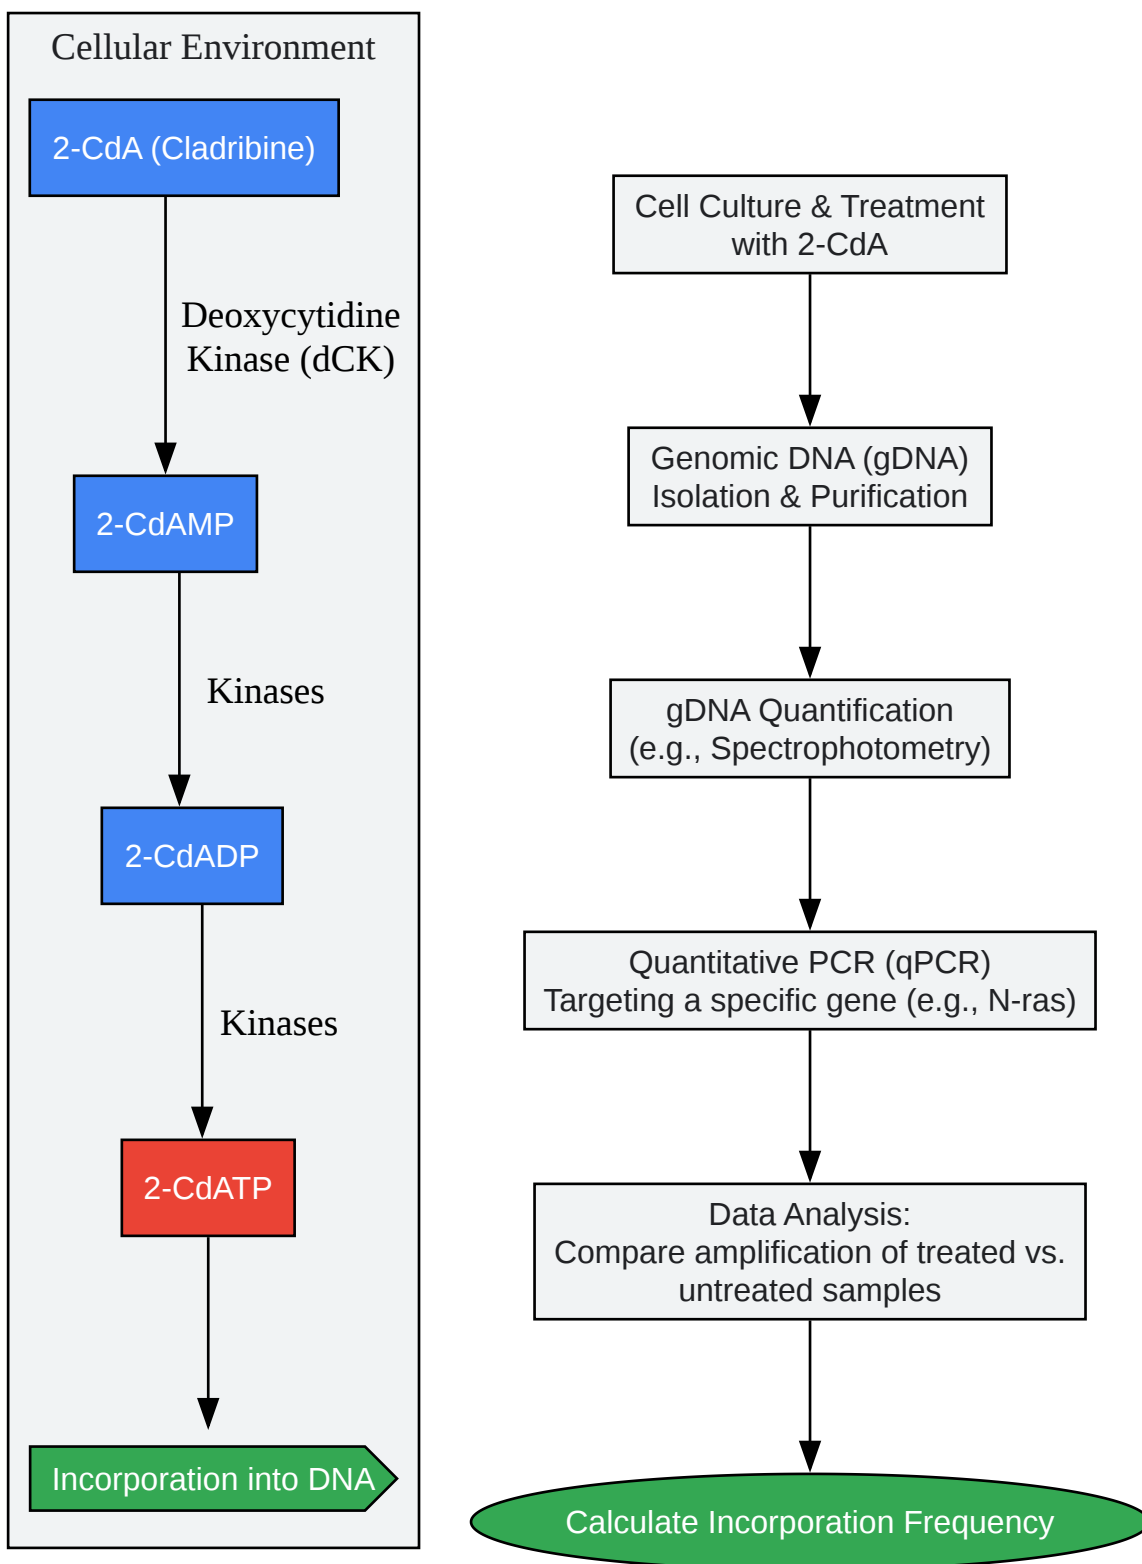 Cellular Environment
2-CdA (Cladribine)
Deoxycytidine
Kinase (dCK)
2-CdAMP
Kinases
2-CdADP
Kinases
2-CdATP
Incorporation into DNA
Cell Culture & Treatment
with 2-CdA
Genomic DNA (gDNA)
Isolation & Purification
gDNA Quantification
(e.g., Spectrophotometry)
Quantitative PCR (qPCR)
Targeting a specific gene (e.g., N-ras)
Data Analysis:
Compare amplification of treated vs.
untreated samples
Calculate Incorporation Frequency